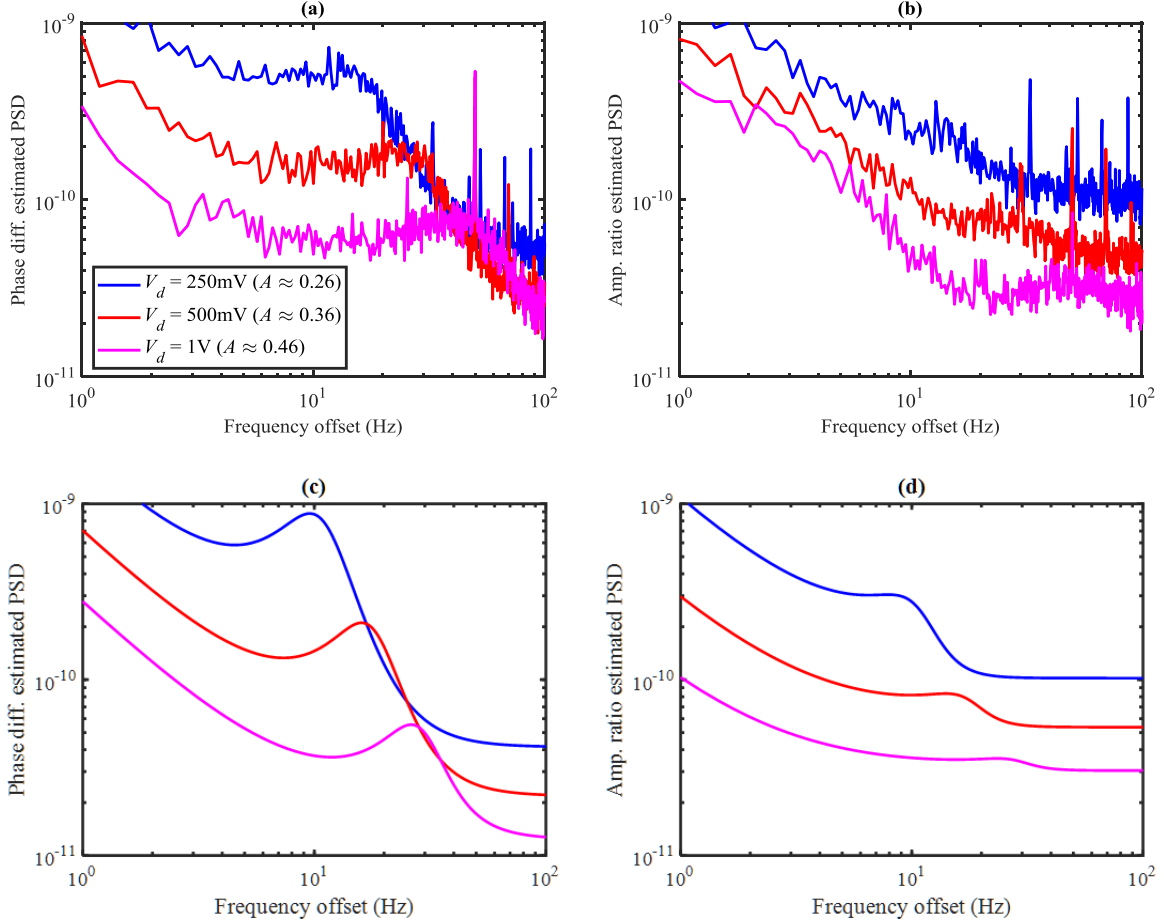 (a)
10^-9
10^-10
10^-11
Phase diff. estimated PSD
V_d = 250mV (A ≈ 0.26)
V_d = 500mV (A ≈ 0.36)
V_d = 1V (A ≈ 0.46)
10^0
10^1
10^2
Frequency offset (Hz)
(b)
10^-9
10^-10
10^-11
Amp. ratio estimated PSD
10^0
10^1
10^2
Frequency offset (Hz)
(c)
10^-9
10^-10
10^-11
Phase diff. estimated PSD
10^0
10^1
10^2
Frequency offset (Hz)
(d)
10^-9
10^-10
10^-11
Amp. ratio estimated PSD
10^0
10^1
10^2
Frequency offset (Hz)